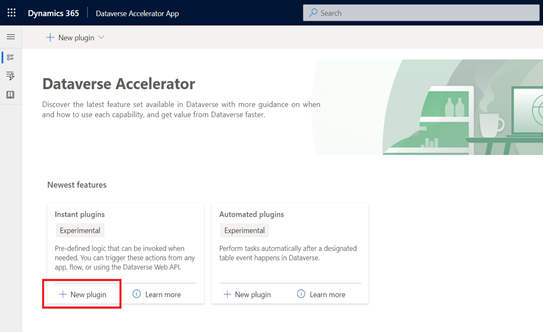 Dynamics 365 Dataverse Accelerator App Search
New plugin
Dataverse Accelerator
Discover the latest feature set available in Dataverse with more guidance on when
and how to use each capability, and get value from Dataverse faster.
Newest features
Instant plugins
Experimental
Pre-defined logic that can be invoked when
needed. You can trigger these actions from any
app, flow, or using the Dataverse Web API.
New plugin Learn more
Automated plugins
Experimental
Perform tasks automatically after a designated
table event happens in Dataverse.
New plugin Learn more